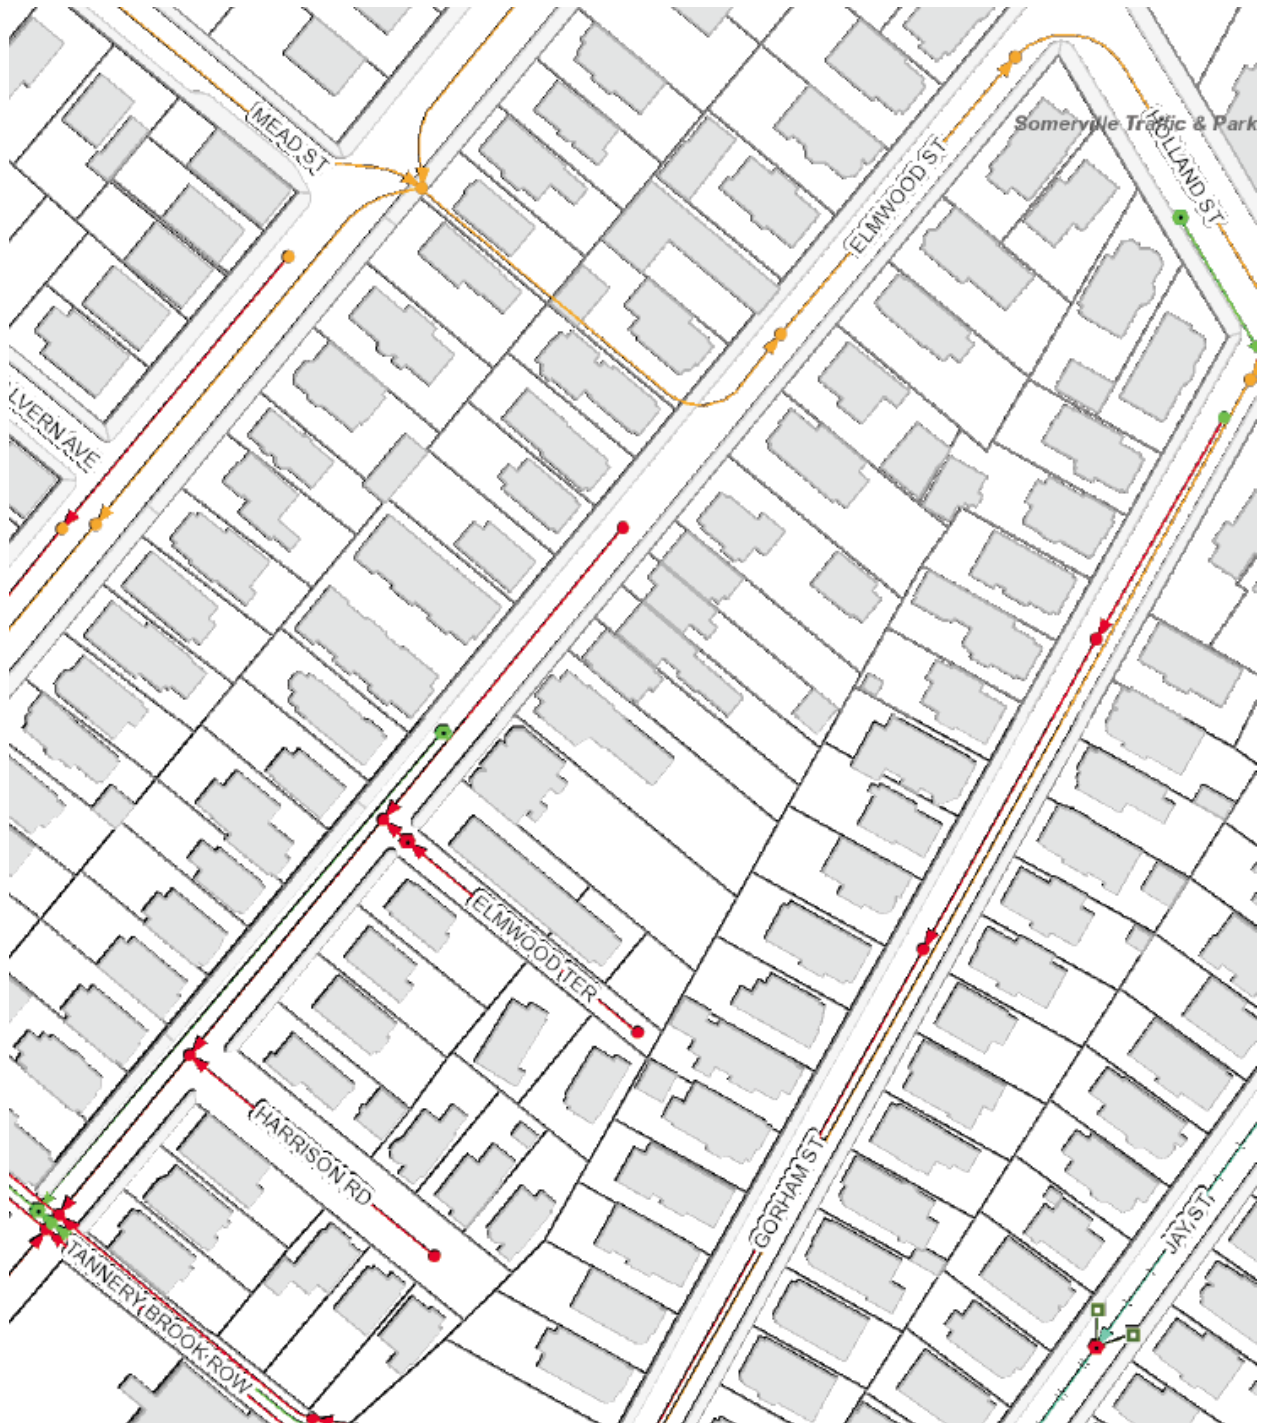 MEAD ST
Somerville Traffic & Park
HOLLAND ST
ELMWOOD ST
LVERN AVE
ELMWOOD TER
HARRISON RD
GORHAM ST
JAY ST
TANNERY BROOK ROW